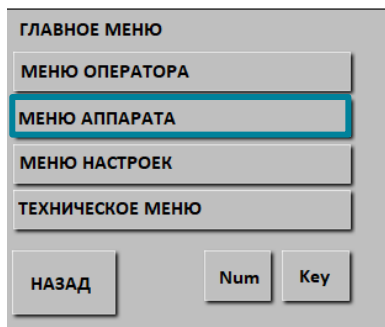 ГЛАВНОЕ МЕНЮ
МЕНЮ ОПЕРАТОРА
МЕНЮ АППАРАТА
МЕНЮ НАСТРОЕК
ТЕХНИЧЕСКОЕ МЕНЮ
НАЗАД Num Key